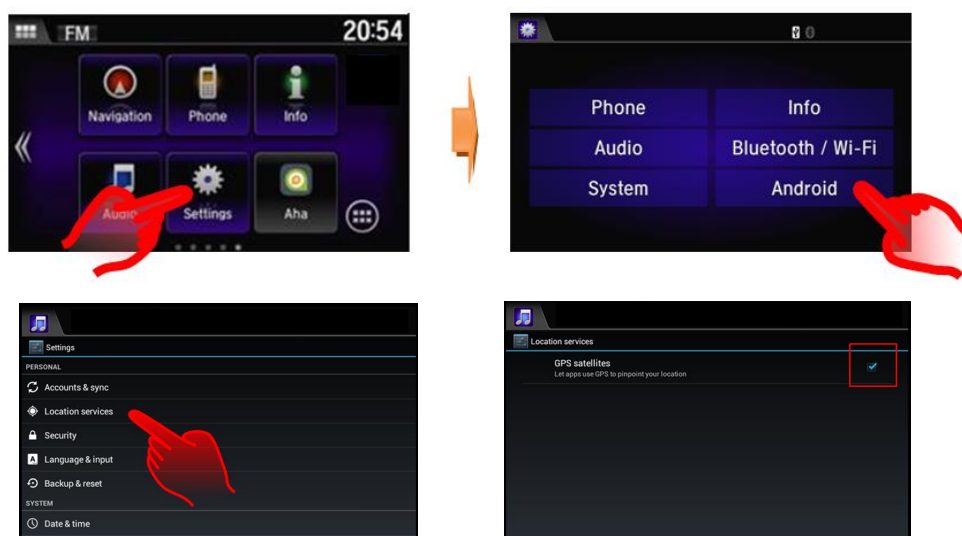 FM 20:54
Navigation Phone Info
Audio Settings Aha
0
Phone Info
Audio Bluetooth / Wi-Fi
System Android
Settings
PERSONAL
Accounts & sync
Location services
Security
A Language & input
Backup & reset
SYSTEM
Date & time
Location services
GPS satellites
Let apps use GPS to pinpoint your location